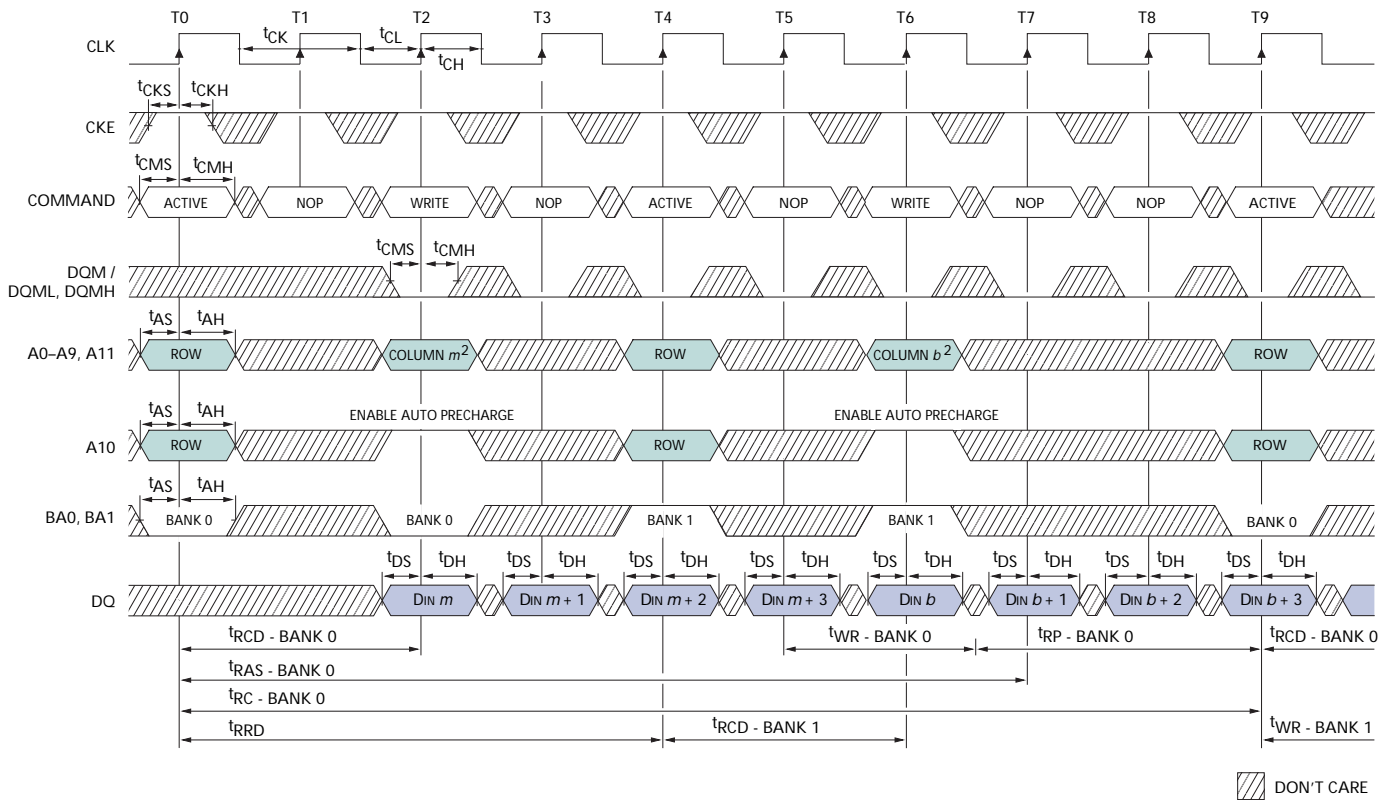 T0 T1 T2 T3 T4 T5 T6 T7 T8 T9
CLK tCK tCL tCH
tCKS tCKH
CKE
tCMS tCMH
COMMAND ACTIVE NOP WRITE NOP ACTIVE NOP WRITE NOP NOP ACTIVE
tCMS tCMH
DQM /
DQML, DQMH
tAS tAH
A0–A9, A11 ROW COLUMN m² ROW COLUMN b² ROW
tAS tAH ENABLE AUTO PRECHARGE ENABLE AUTO PRECHARGE
A10 ROW ROW ROW
tAS tAH
BA0, BA1 BANK 0 BANK 0 BANK 1 BANK 1 BANK 0
tDS tDH tDS tDH tDS tDH tDS tDH tDS tDH tDS tDH tDS tDH tDS tDH
DQ DIN m DIN m + 1 DIN m + 2 DIN m + 3 DIN b DIN b + 1 DIN b + 2 DIN b + 3
tRCD - BANK 0 tWR - BANK 0 tRP - BANK 0 tRCD - BANK 0
tRAS - BANK 0
tRC - BANK 0
tRRD tRCD - BANK 1 tWR - BANK 1
DON'T CARE